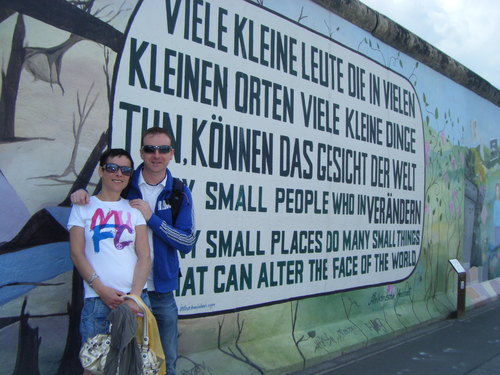 VIELE KLEINE LEUTE DIE IN VIELEN
KLEINEN ORTEN VIELE KLEINE DINGE
TUN, KÖNNEN DAS GESICHT DER WELT
VERÄNDERN
SMALL PEOPLE WHO IN
SMALL PLACES DO MANY SMALL THINGS
THAT CAN ALTER THE FACE OF THE WORLD.